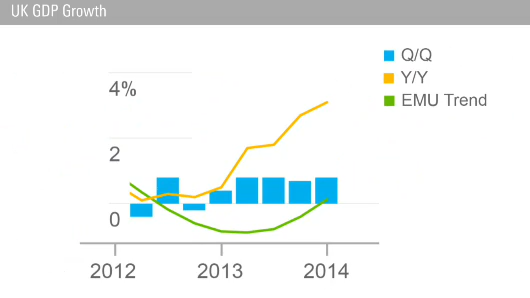 UK GDP Growth
Q/Q
Y/Y
EMU Trend
4%
2
0
2012 2013 2014